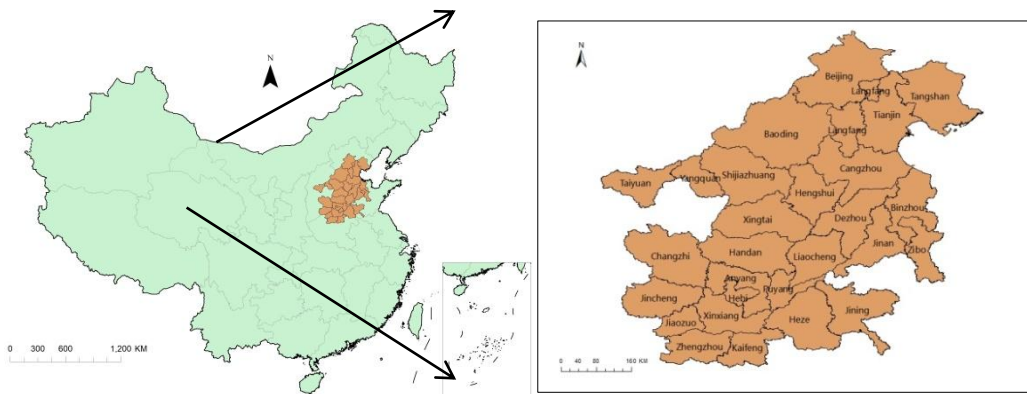 N
0 300 600 1,200 KM
N
Beijing
Langfang
Tangshan
Tianjin
Langfang
Baoding
Cangzhou
Shijiazhuang
Yangquan
Taiyuan
Hengshui
Binzhou
Dezhou
Xingtai
Jinan
Zibo
Handan
Liaocheng
Changzhi
Anyang
Puyang
Hebi
Jincheng
Jining
Xinxiang
Heze
Jiaozuo
Zhengzhou
Kaifeng
0 40 80 160 KM